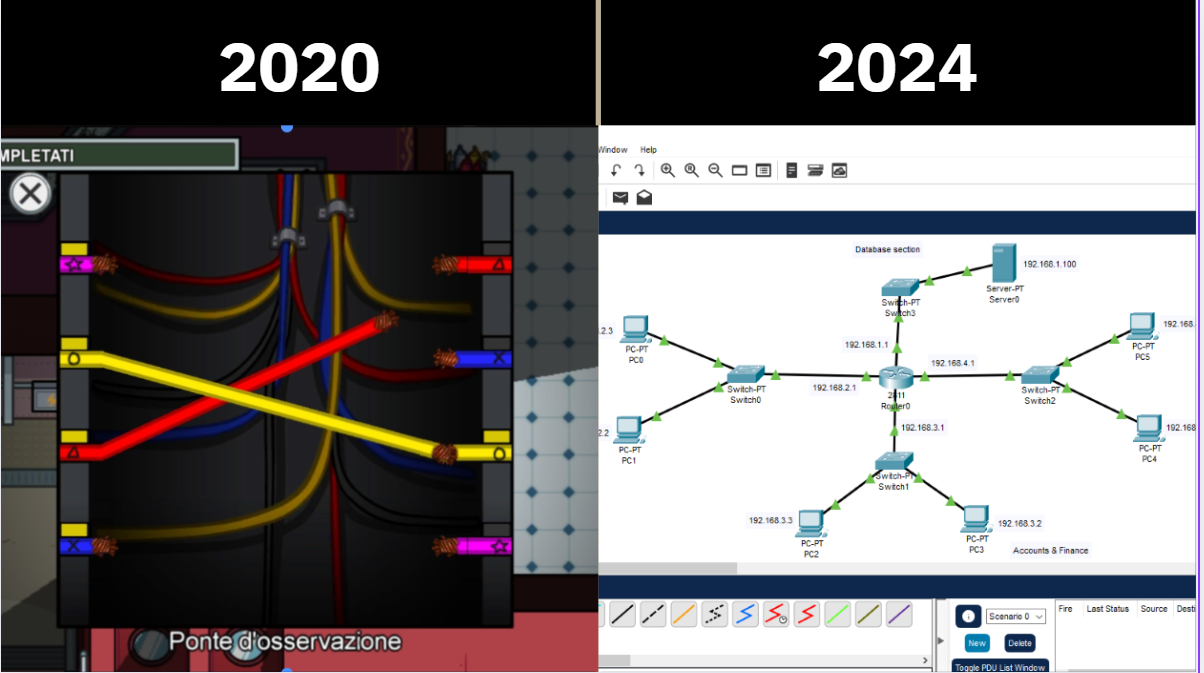 2020
2024
MPLETATI
Ponte d'osservazione
Window Help
Database section
192.168.1.100
Server-PT
Server0
Switch-PT
Switch3
.2.3
192.168.
PC-PT
PC0
PC-PT
PC5
192.168.1.1
192.168.4.1
192.168.2.1
Switch-PT
Switch0
2811
Router0
Switch-PT
Switch2
2.2
192.168.3.1
192.168
PC-PT
PC1
PC-PT
PC4
Switch-PT
Switch1
192.168.3.3
192.168.3.2
PC-PT
PC2
PC-PT
PC3
Accounts & Finance
Scenario 0
Fire Last Status Source Desti
New Delete
Toggle PDU List Window